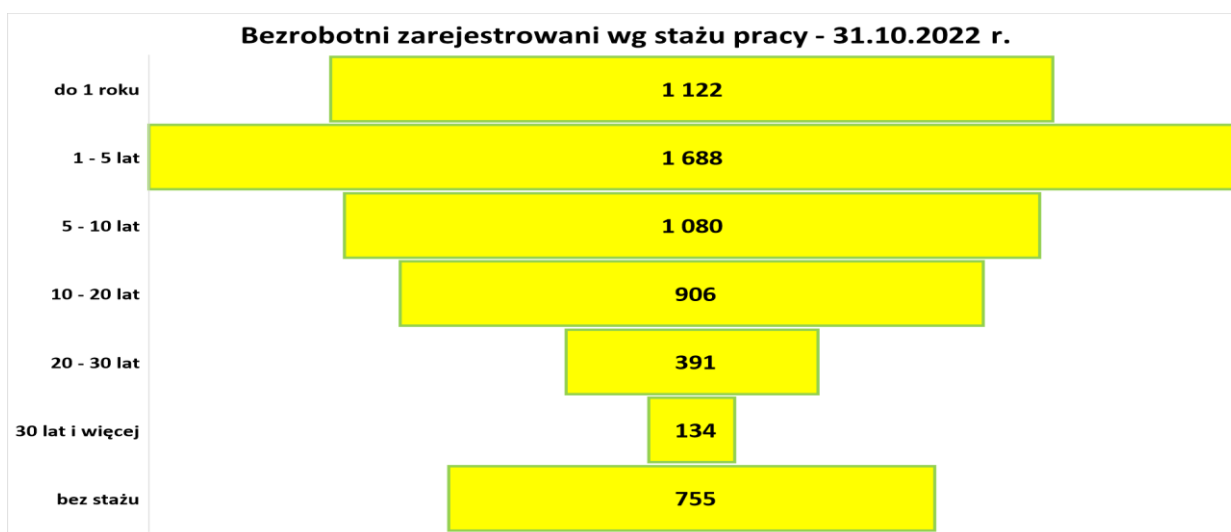 Bezrobotni zarejestrowani wg stażu pracy - 31.10.2022 r.
do 1 roku 1 122
1 - 5 lat 1 688
5 - 10 lat 1 080
10 - 20 lat 906
20 - 30 lat 391
30 lat i więcej 134
bez stażu 755